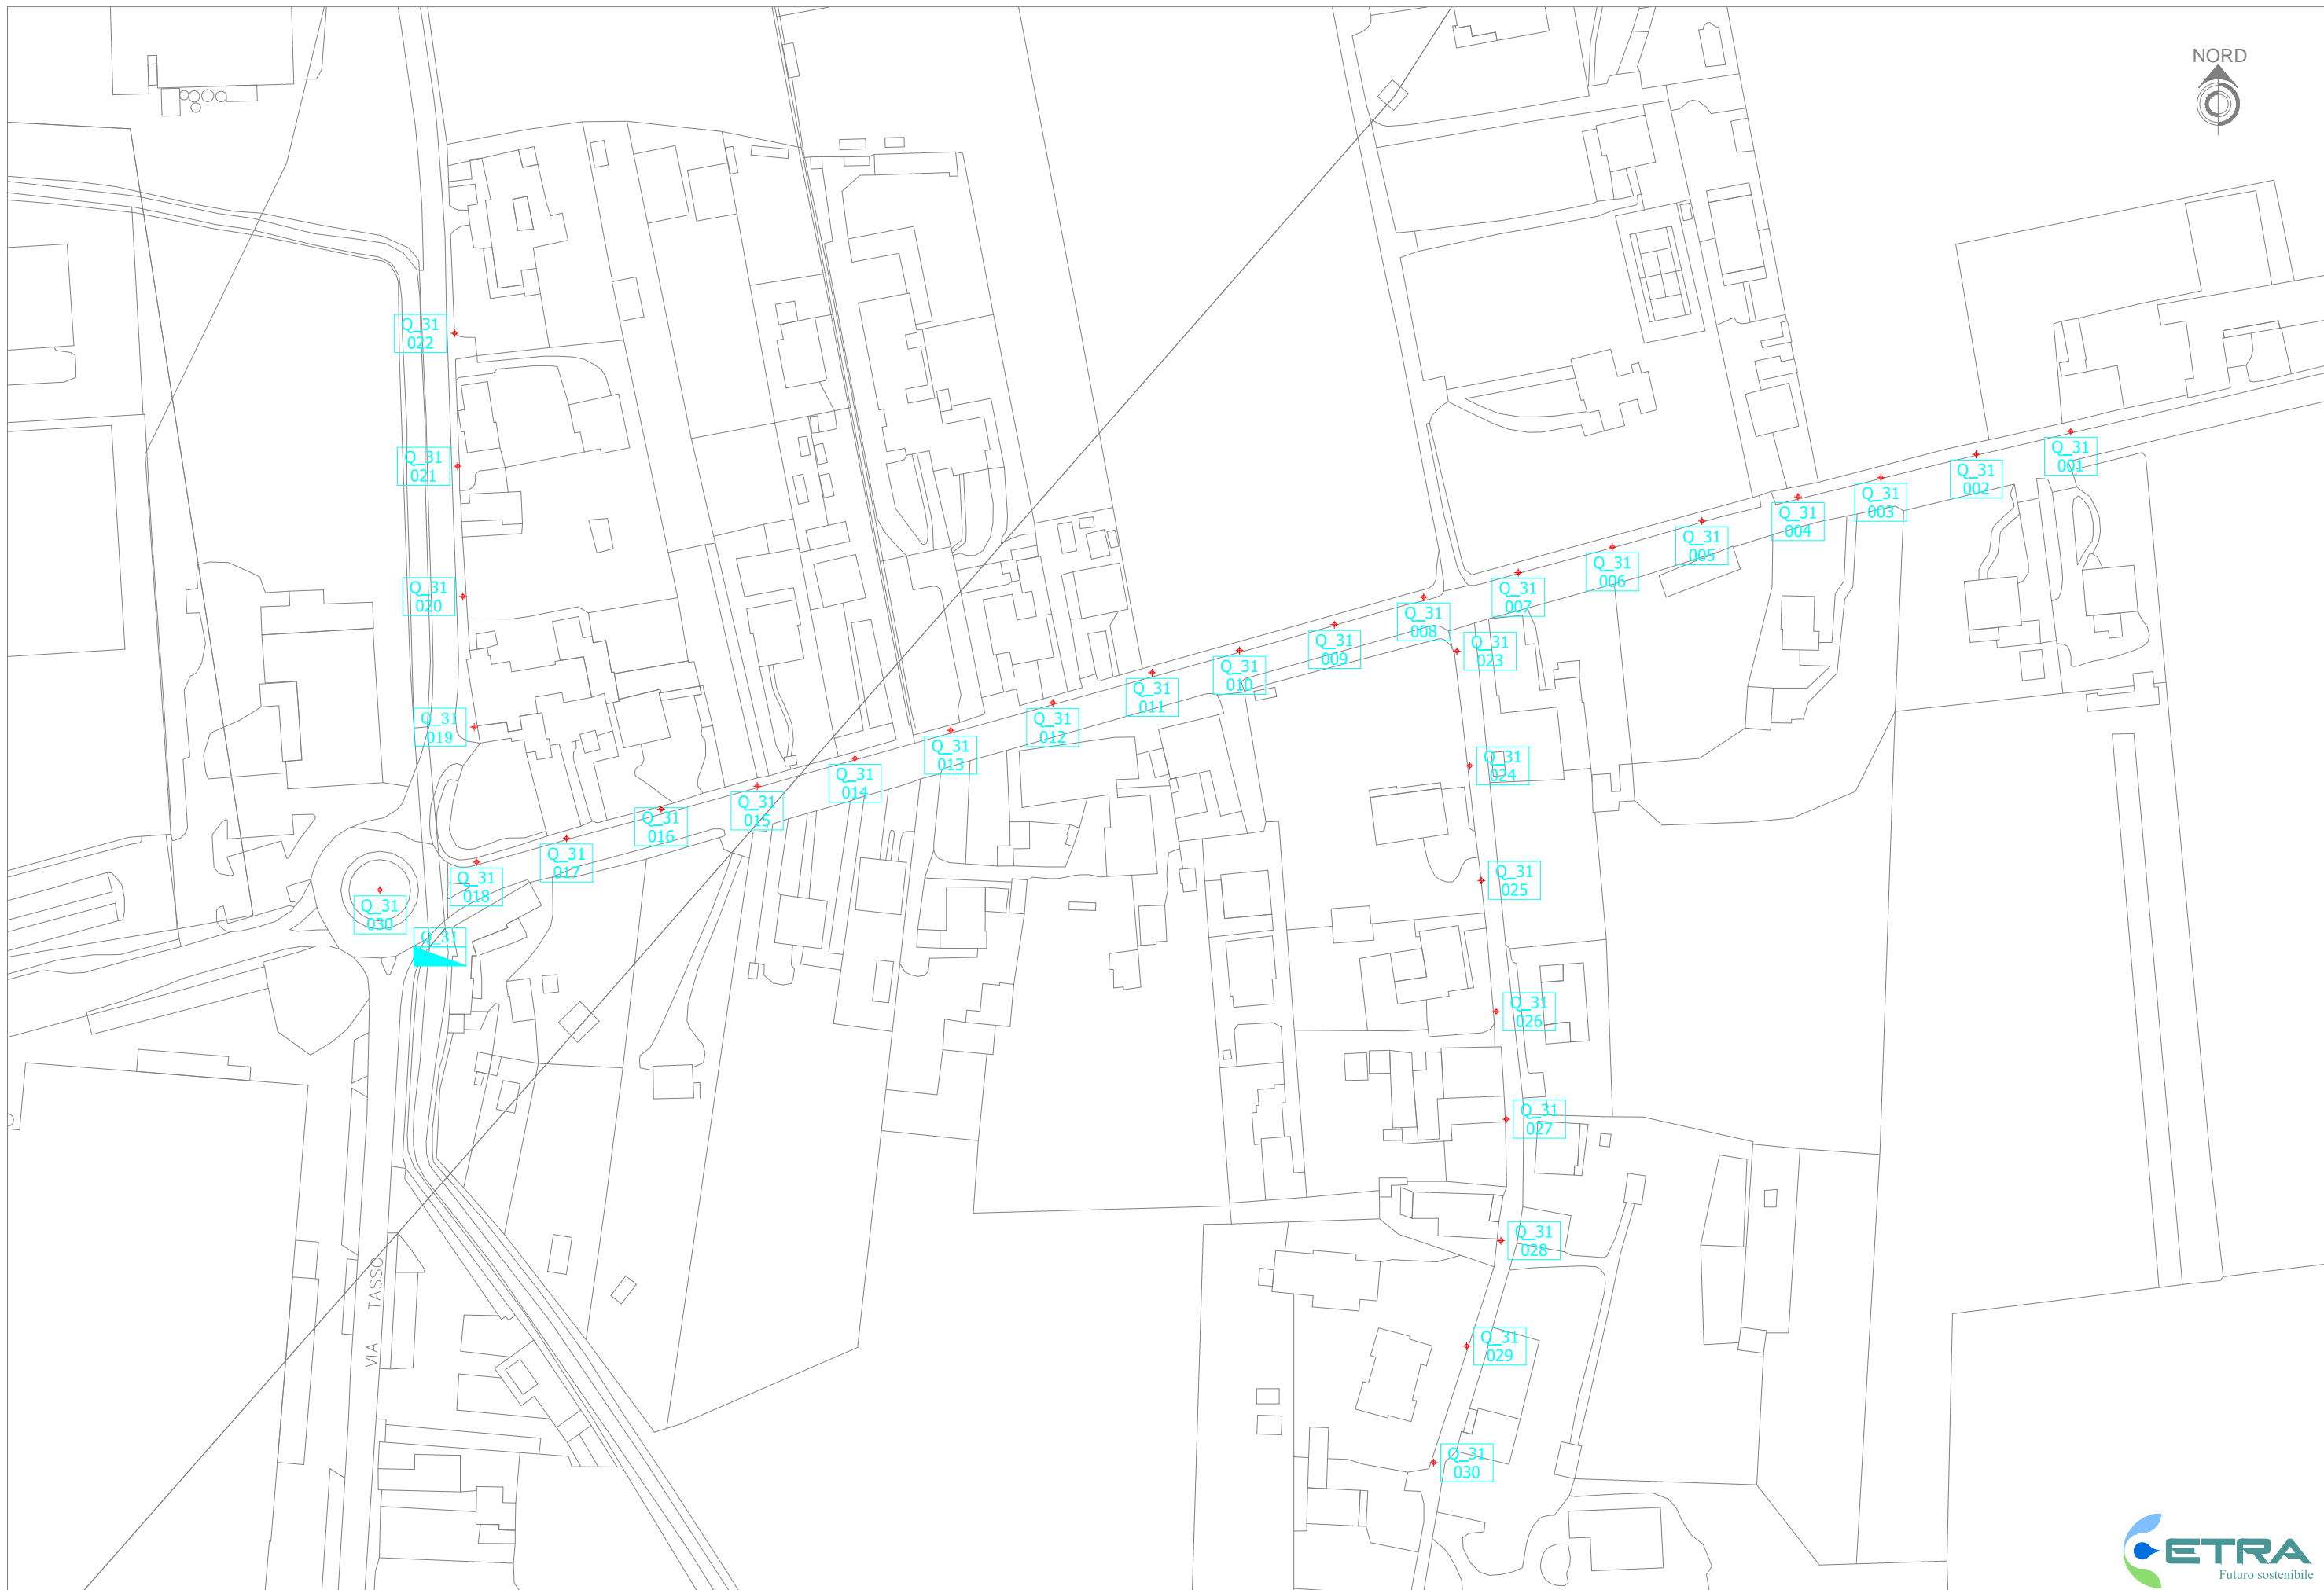 NORD
Q_31
022
Q_31
021
Q_31
020
Q_31
019
Q_31
001
Q_31
002
Q_31
003
Q_31
004
Q_31
005
Q_31
006
Q_31
007
Q_31
008
Q_31
009
Q_31
010
Q_31
011
Q_31
012
Q_31
013
Q_31
014
Q_31
015
Q_31
016
Q_31
017
Q_31
018
Q_31
030
Q_31
Q_31
023
Q_31
024
Q_31
025
Q_31
026
Q_31
027
Q_31
028
Q_31
029
Q_31
030
VIA TASSO
ETRA
Futuro sostenibile